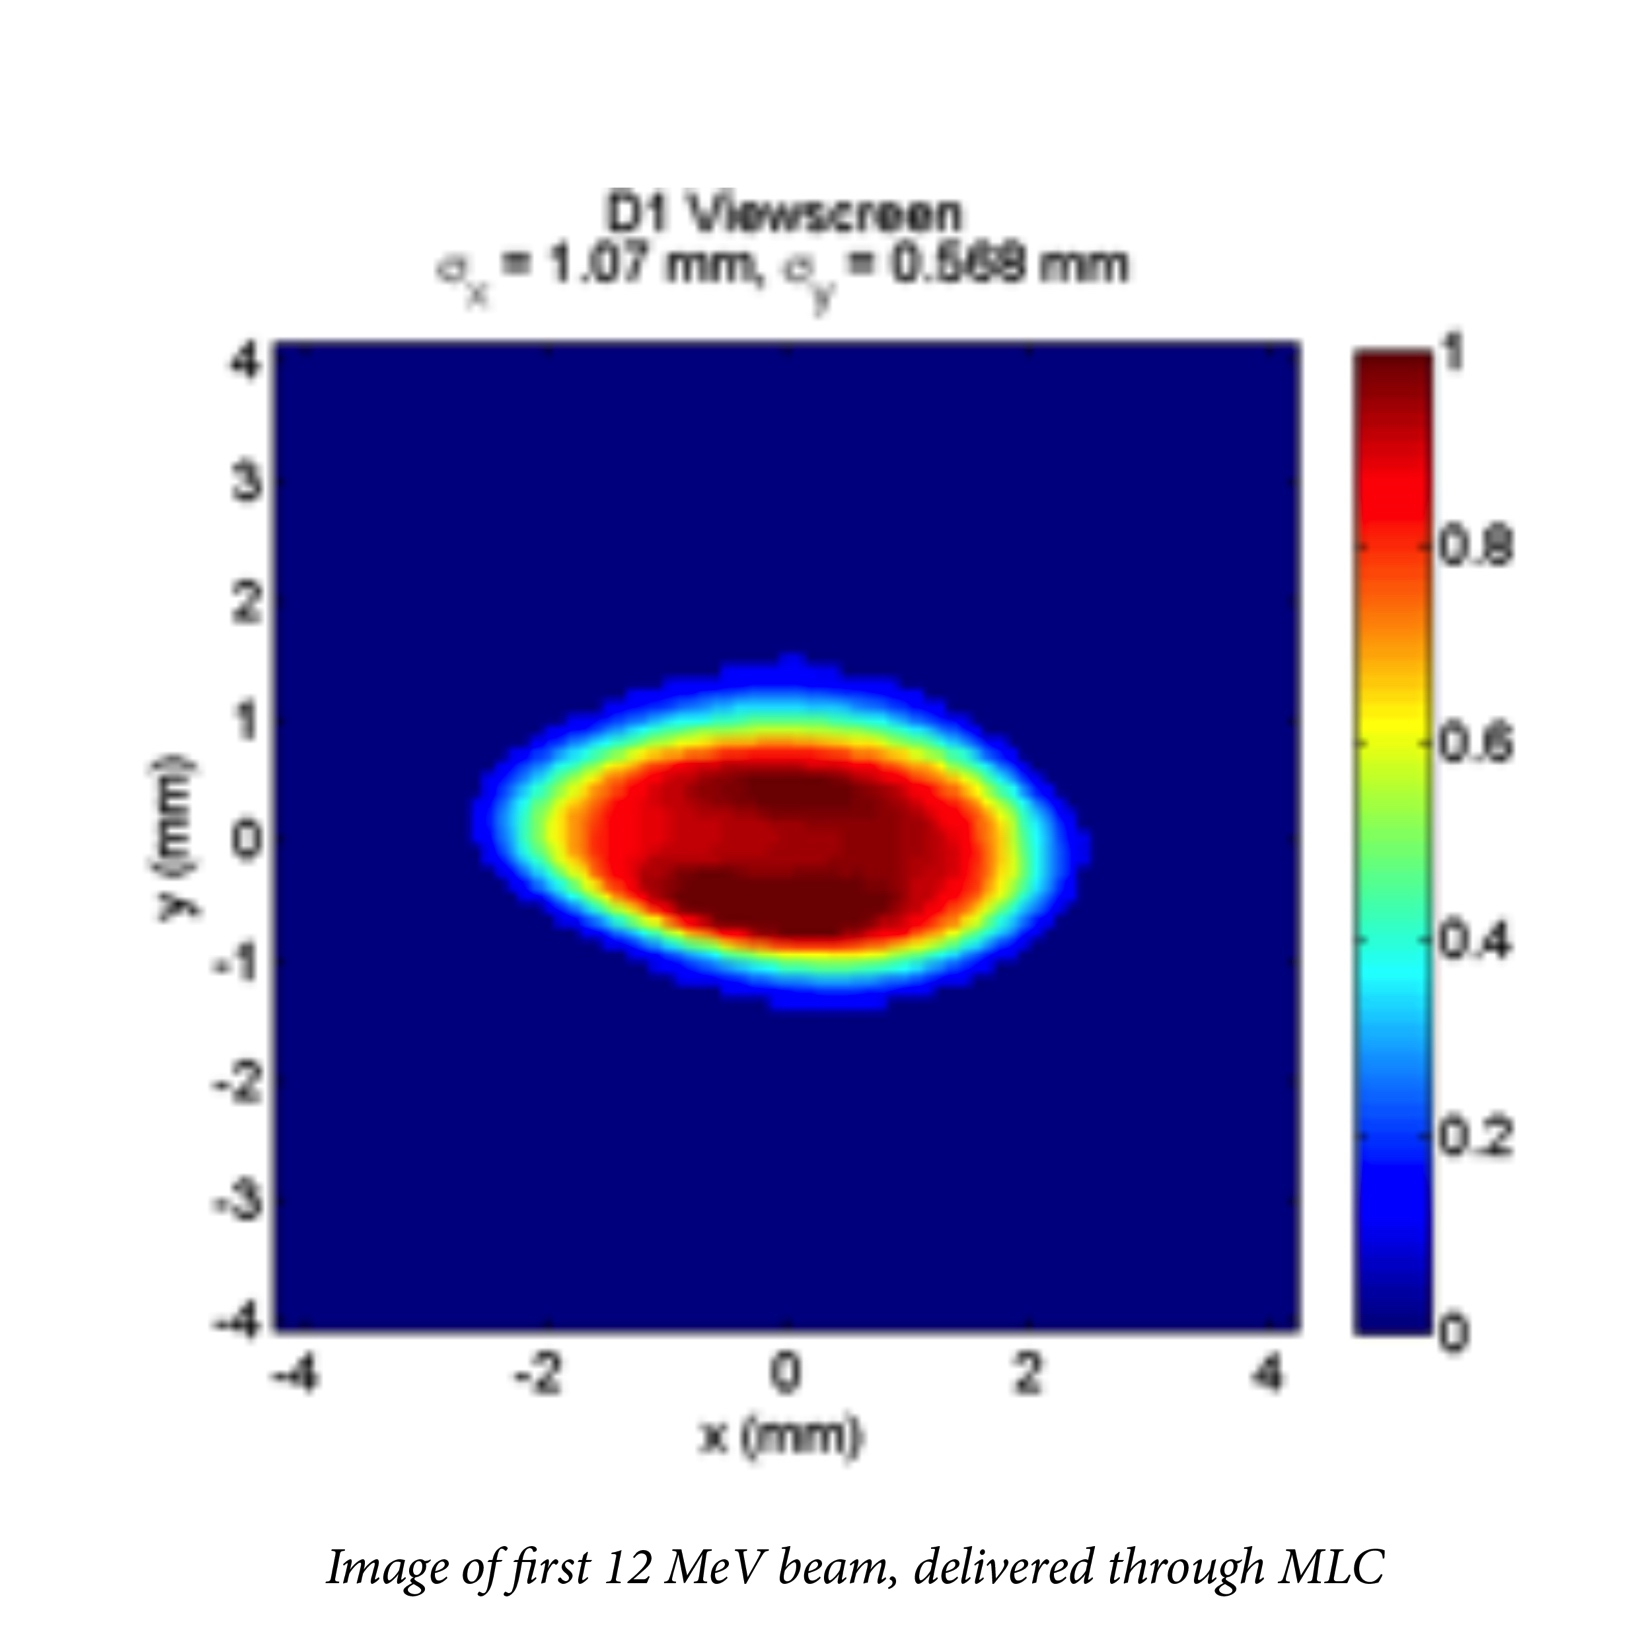 D1 Viewscreen
σx = 1.07 mm, σy = 0.568 mm
4
3
2
1
0
-1
-2
-3
-4
y (mm)
-4 -2 0 2 4
x (mm)
1
0.8
0.6
0.4
0.2
0
Image of first 12 MeV beam, delivered through MLC